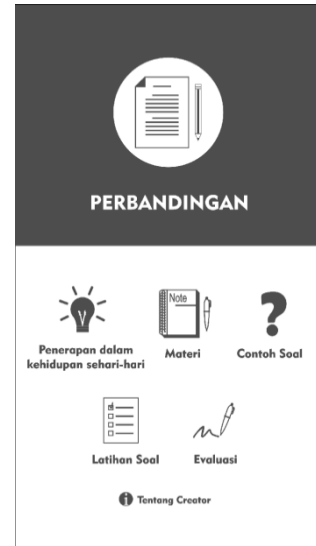 PERBANDINGAN
Note
Penerapan dalam
kehidupan sehari-hari
Materi
Contoh Soal
Latihan Soal
Evaluasi
Tentang Creator